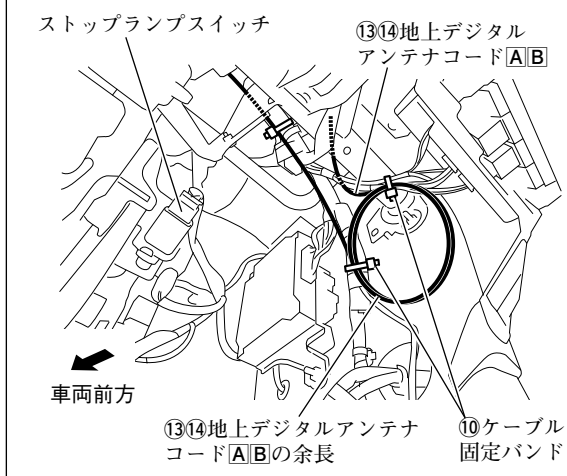 ストップランプスイッチ
⑬⑭地上デジタル
アンテナコードAB
車両前方
⑬⑭地上デジタルアンテナ
コードABの余長
⑩ケーブル
固定バンド